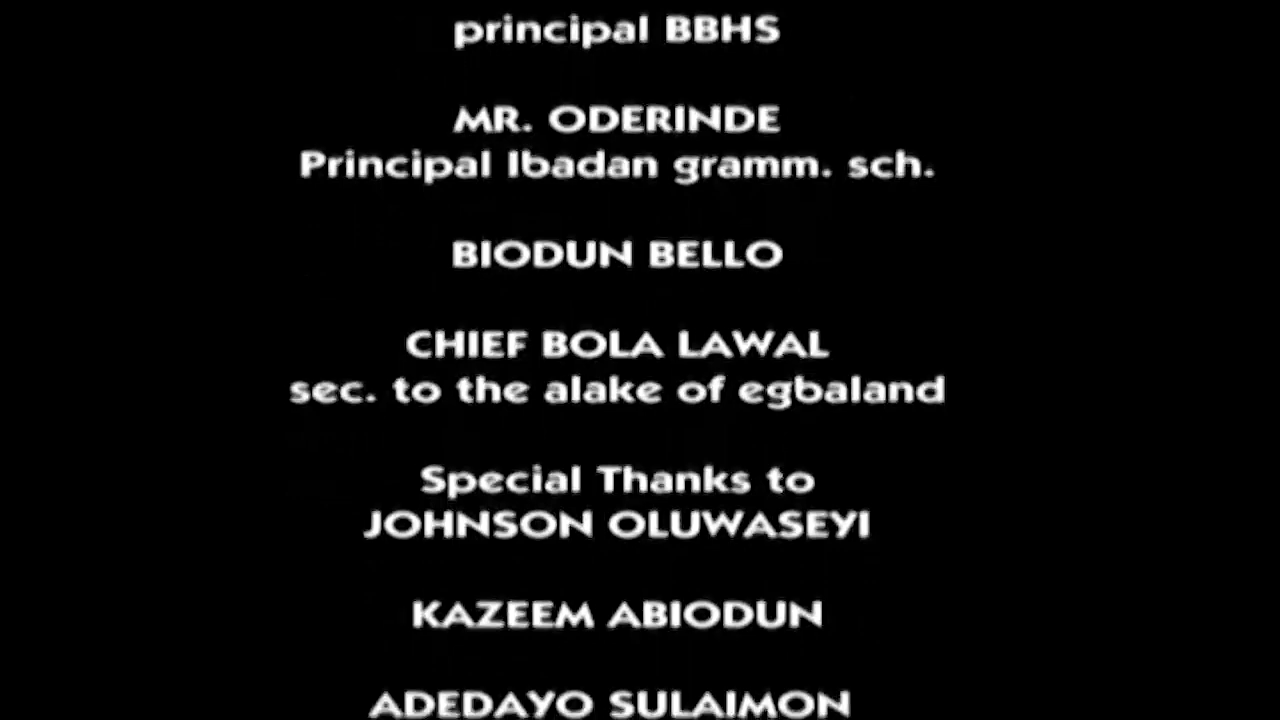 principal BBHS
MR. ODERINDE
Principal Ibadan gramm. sch.
BIODUN BELLO
CHIEF BOLA LAWAL
sec. to the alake of egbaland
Special Thanks to
JOHNSON OLUWASEYI
KAZEEM ABIODUN
ADEDAYO SULAIMON